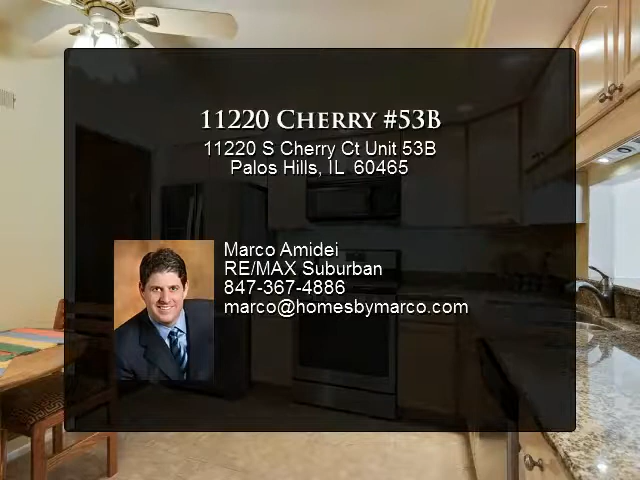 11220 Cherry #53B
11220 S Cherry Ct Unit 53B
Palos Hills, IL  60465
Marco Amidei
RE/MAX Suburban
847-367-4886
marco@homesbymarco.com